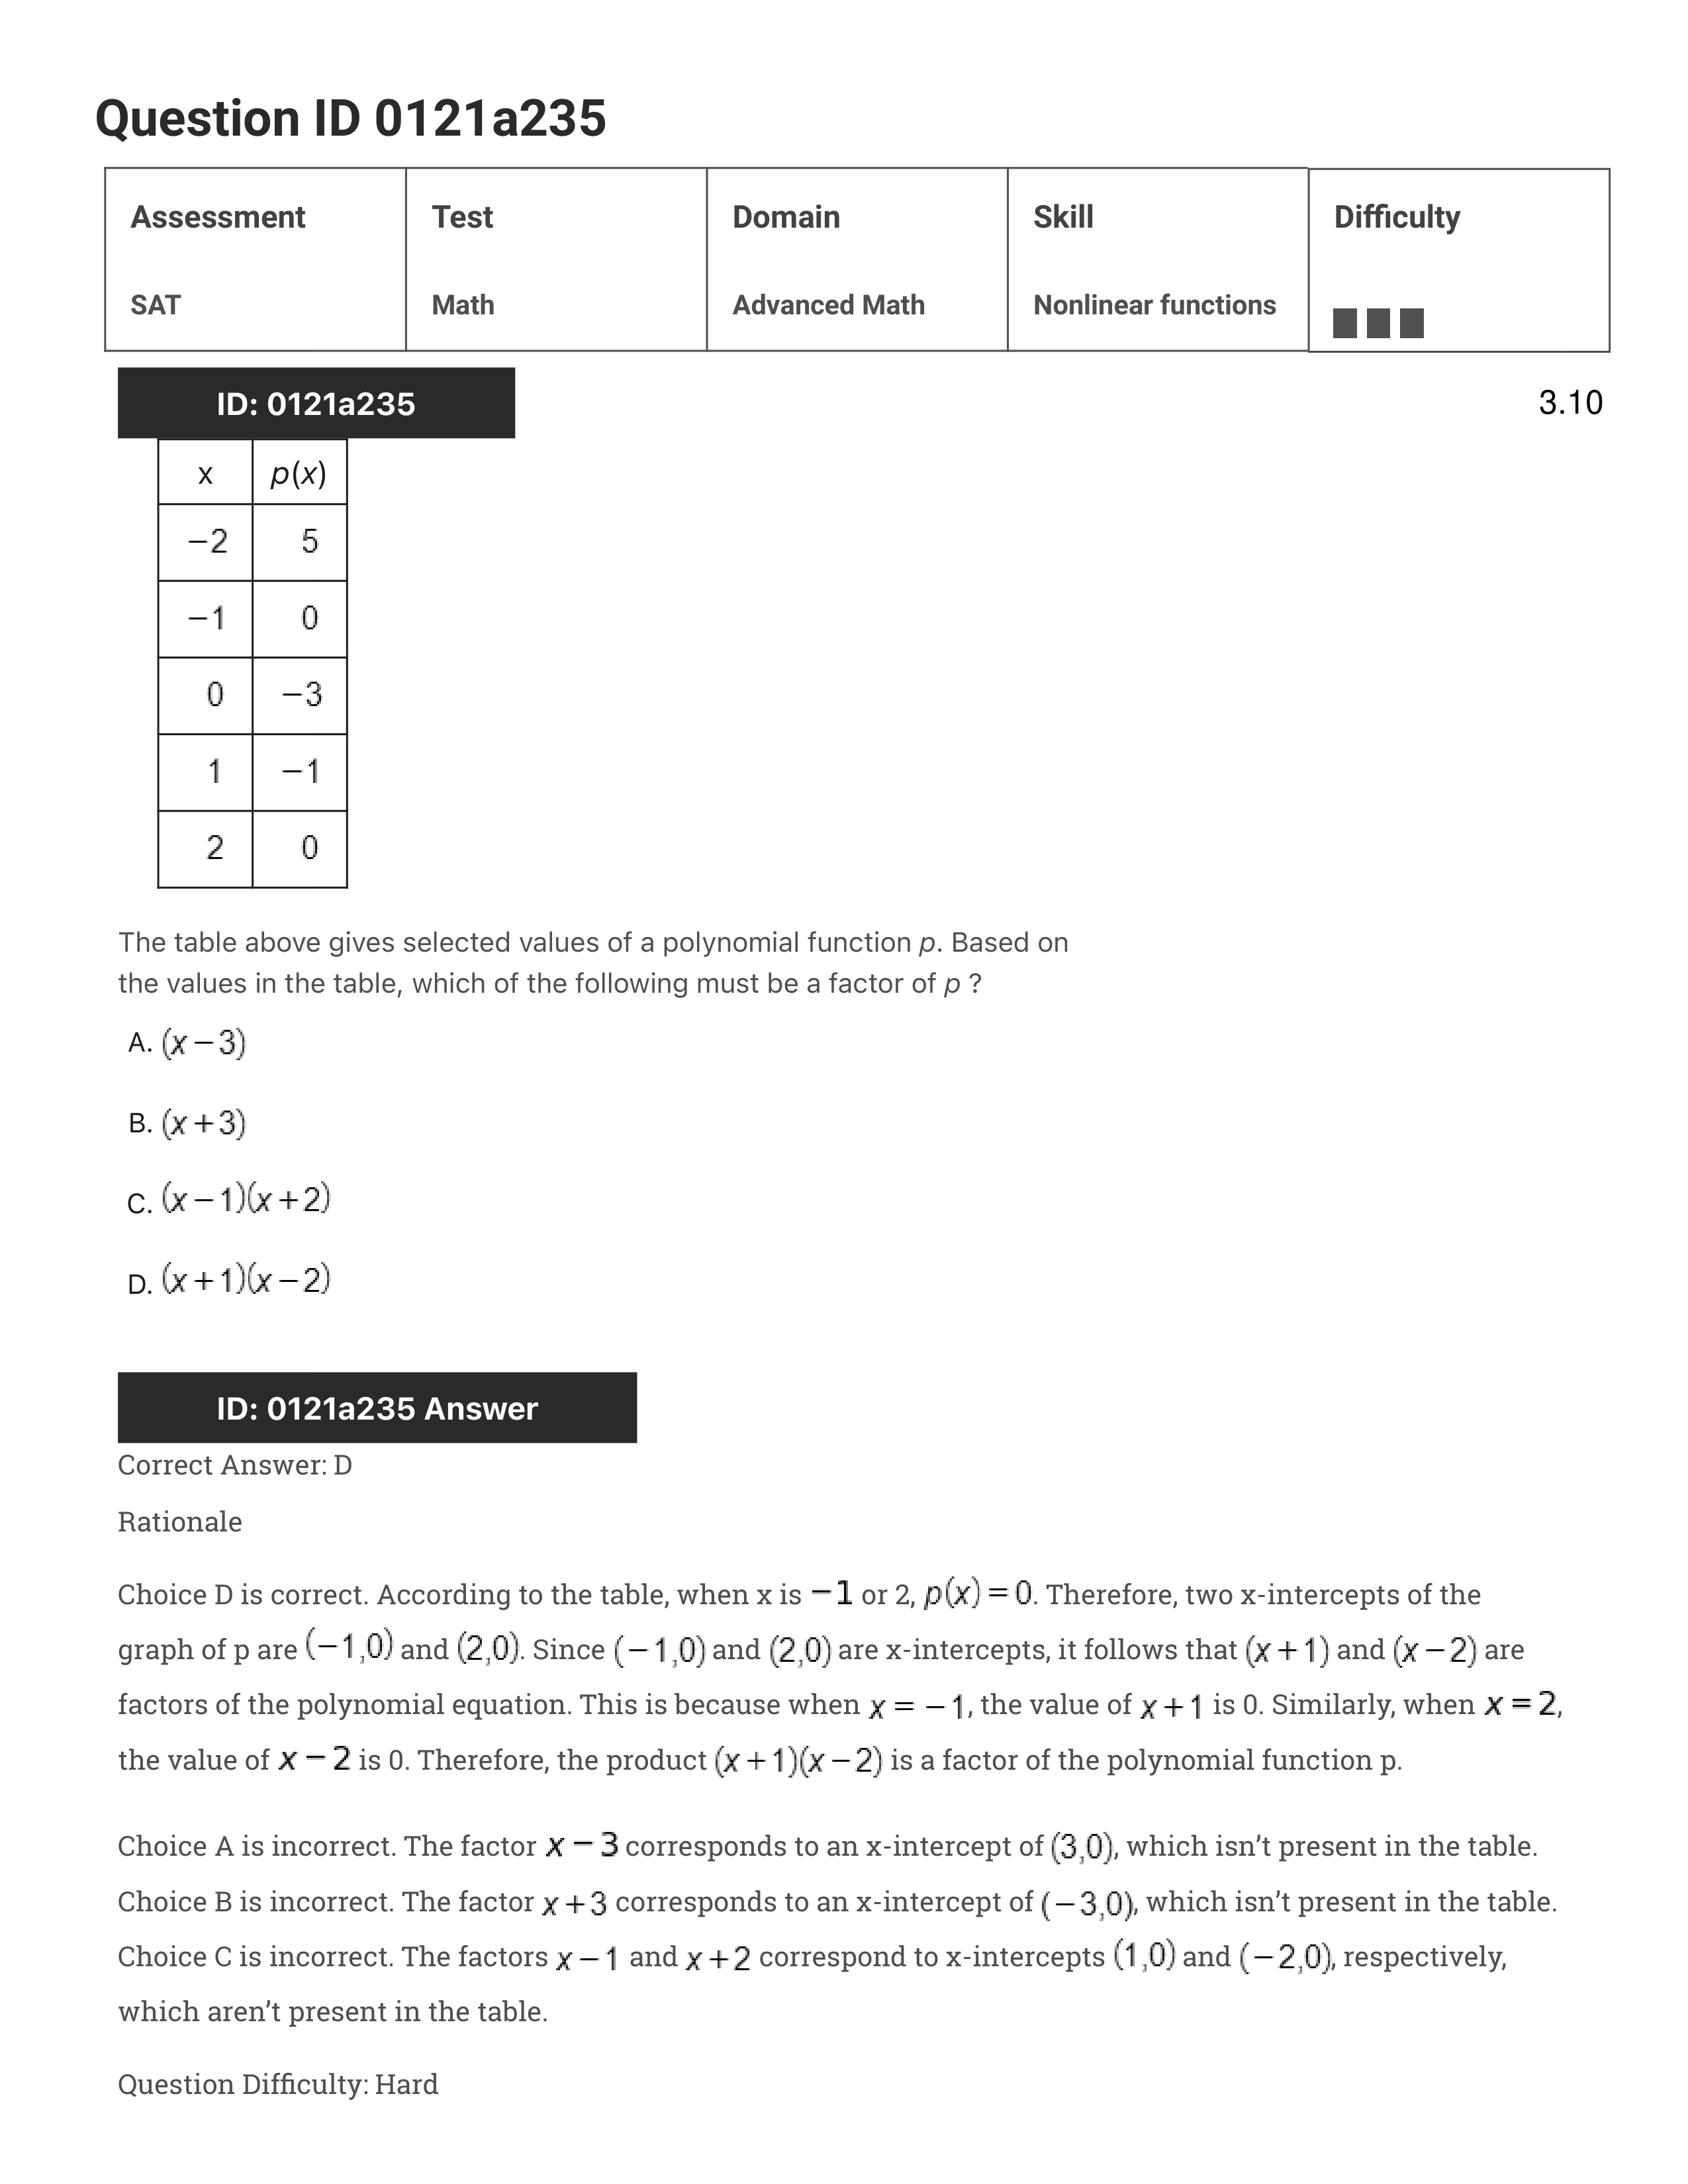 Question ID 0121a235
Assessment Test Domain Skill Difficulty
SAT Math Advanced Math Nonlinear functions
ID: 0121a235 3.10
x p(x)
−2 5
−1 0
0 −3
1 −1
2 0
The table above gives selected values of a polynomial function p. Based on
the values in the table, which of the following must be a factor of p ?
A. (x−3)
B. (x+3)
C. (x−1)(x+2)
D. (x+1)(x−2)
ID: 0121a235 Answer
Correct Answer: D
Rationale
Choice D is correct. According to the table, when x is −1 or 2, p(x)=0. Therefore, two x-intercepts of the
graph of p are (−1,0) and (2,0). Since (−1,0) and (2,0) are x-intercepts, it follows that (x+1) and (x−2) are
factors of the polynomial equation. This is because when x = −1, the value of x+1 is 0. Similarly, when x = 2,
the value of x − 2 is 0. Therefore, the product (x+1)(x−2) is a factor of the polynomial function p.
Choice A is incorrect. The factor x − 3 corresponds to an x-intercept of (3,0), which isn’t present in the table.
Choice B is incorrect. The factor x+3 corresponds to an x-intercept of (−3,0), which isn’t present in the table.
Choice C is incorrect. The factors x−1 and x+2 correspond to x-intercepts (1,0) and (−2,0), respectively,
which aren’t present in the table.
Question Difficulty: Hard